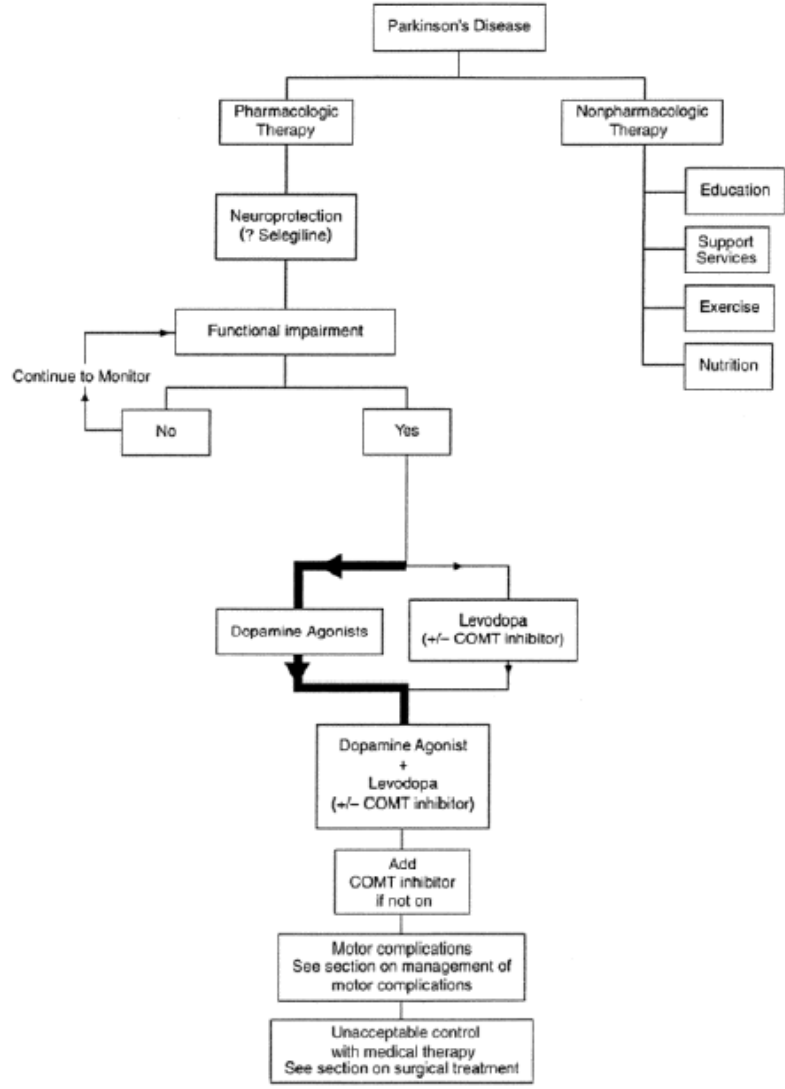 Parkinson's Disease
Pharmacologic
Therapy
Nonpharmacologic
Therapy
Education
Support
Services
Exercise
Nutrition
Neuroprotection
(? Selegiline)
Functional impairment
Continue to Monitor
No
Yes
Dopamine Agonists
Levodopa
(+/– COMT inhibitor)
Dopamine Agonist
+
Levodopa
(+/– COMT inhibitor)
Add
COMT inhibitor
if not on
Motor complications
See section on management of
motor complications
Unacceptable control
with medical therapy
See section on surgical treatment